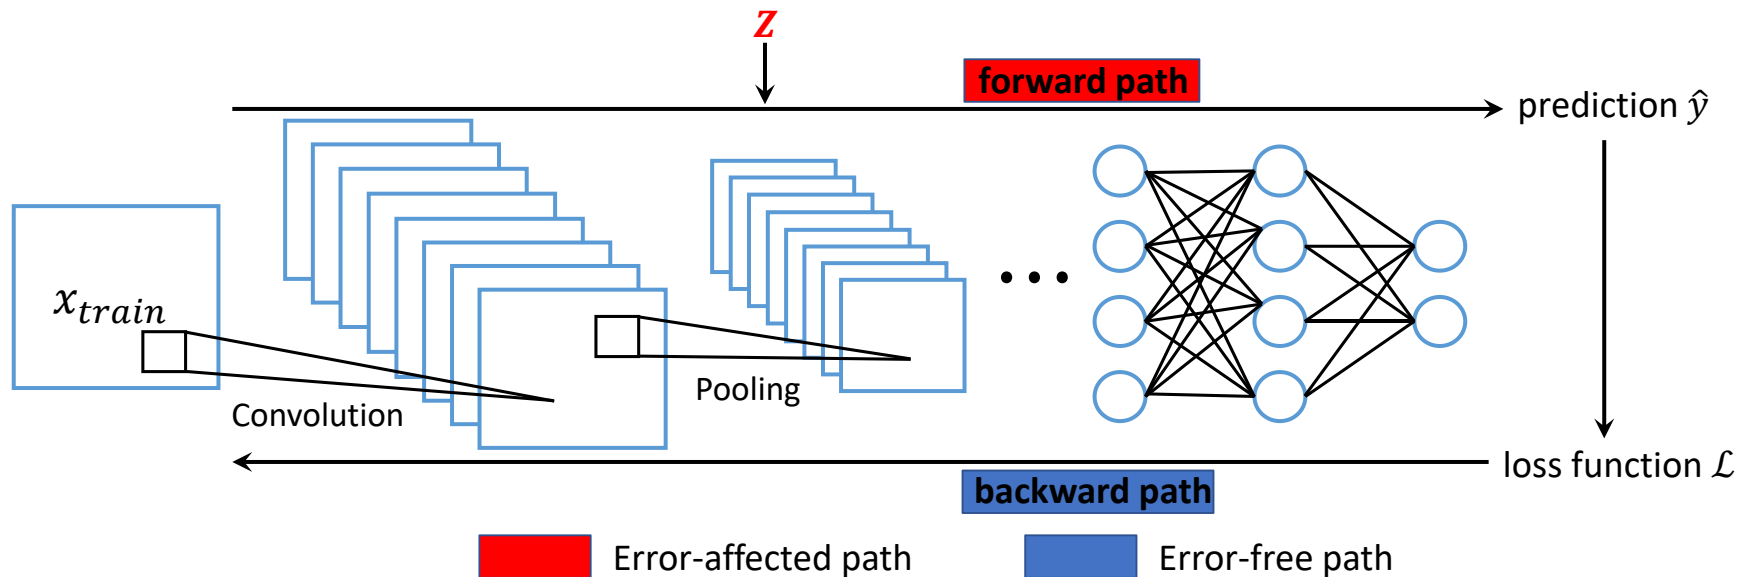 z
forward path
prediction ŷ
x_train
Convolution
Pooling
...
loss function ℒ
backward path
Error-affected path
Error-free path